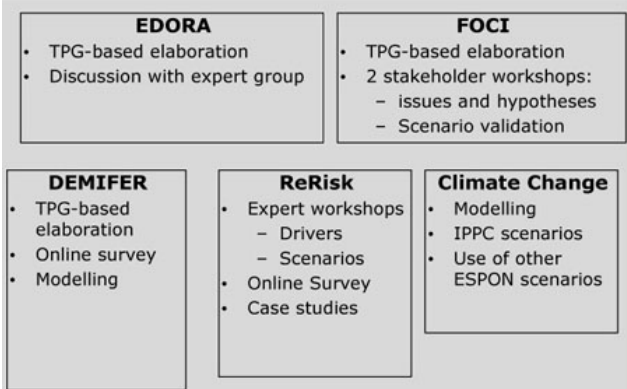 EDORA
• TPG-based elaboration
• Discussion with expert group
FOCI
• TPG-based elaboration
• 2 stakeholder workshops:
– issues and hypotheses
– Scenario validation
DEMIFER
• TPG-based
elaboration
• Online survey
• Modelling
ReRisk
• Expert workshops
– Drivers
– Scenarios
• Online Survey
• Case studies
Climate Change
• Modelling
• IPPC scenarios
• Use of other
ESPON scenarios